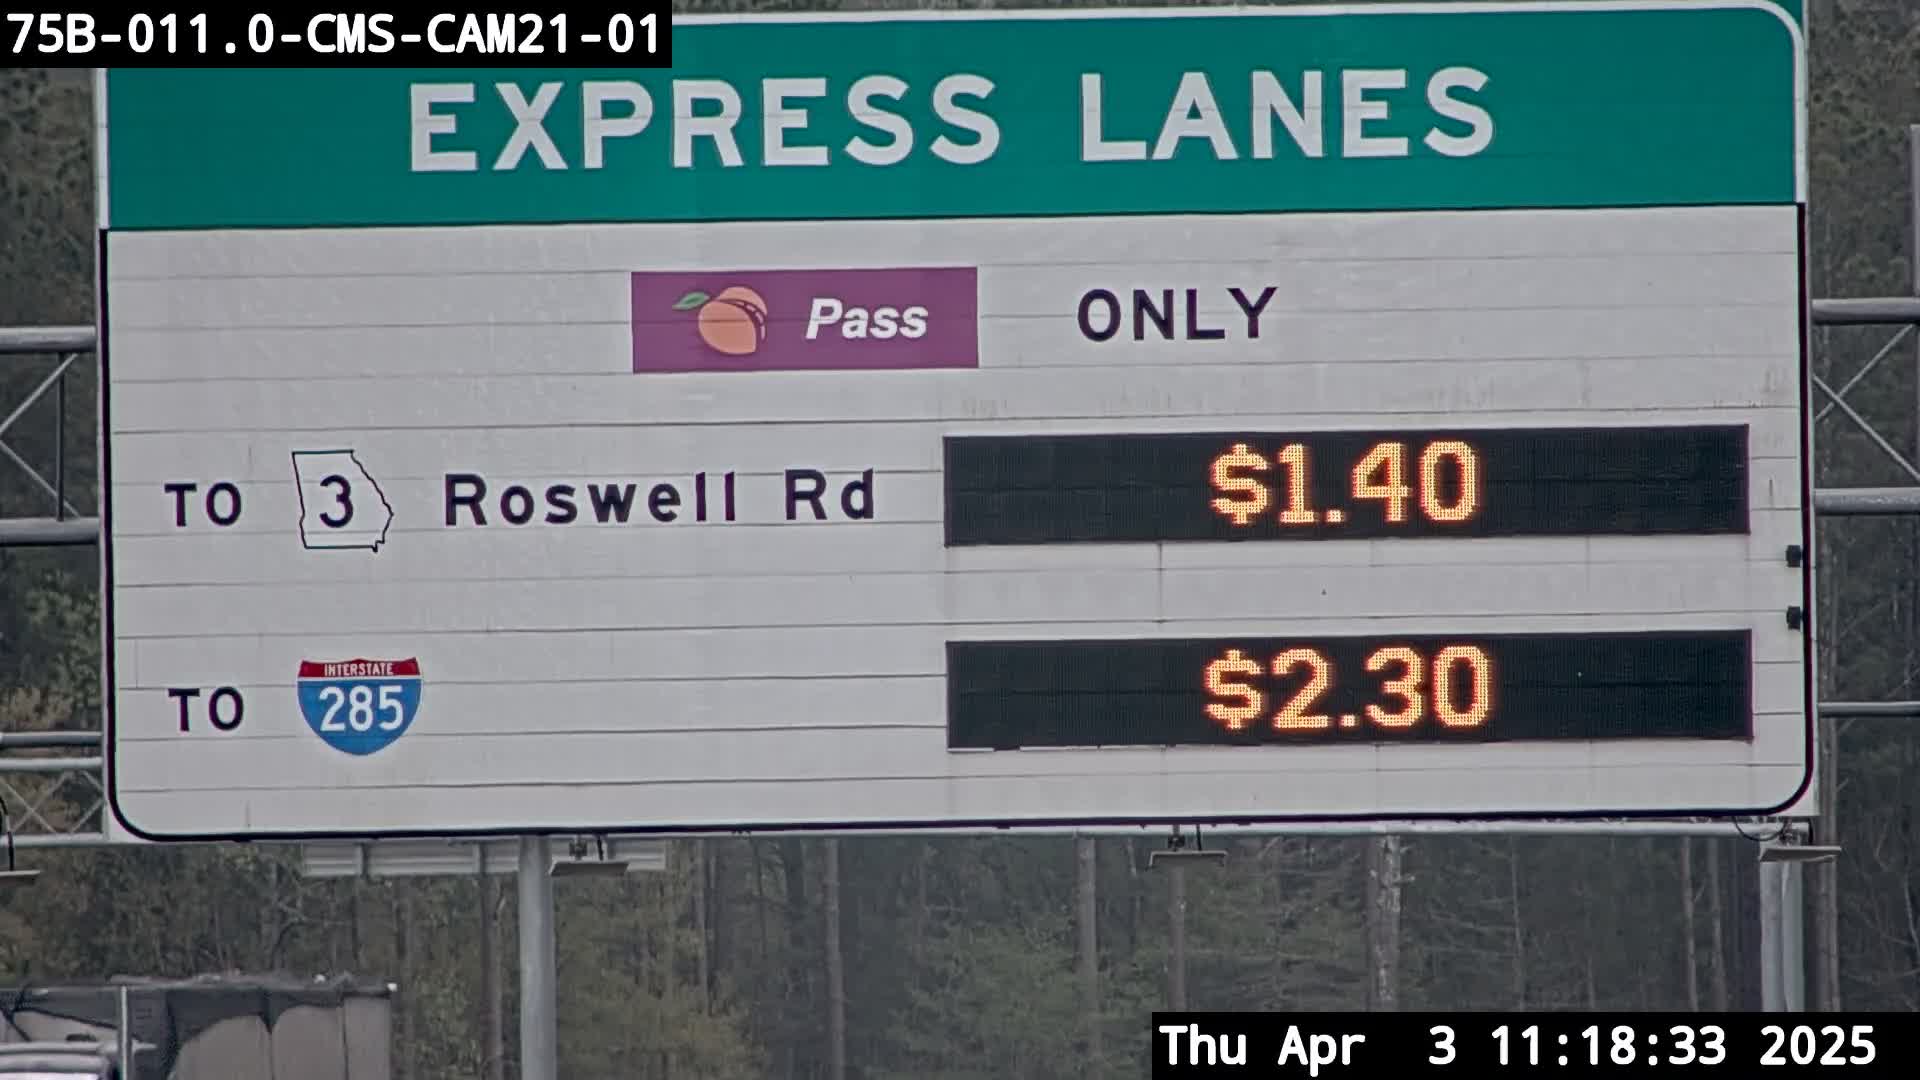 75B-011.0-CMS-CAM21-01
EXPRESS LANES
Pass ONLY
TO 3 Roswell Rd $1.40
INTERSTATE
TO 285 $2.30
Thu Apr 3 11:18:33 2025